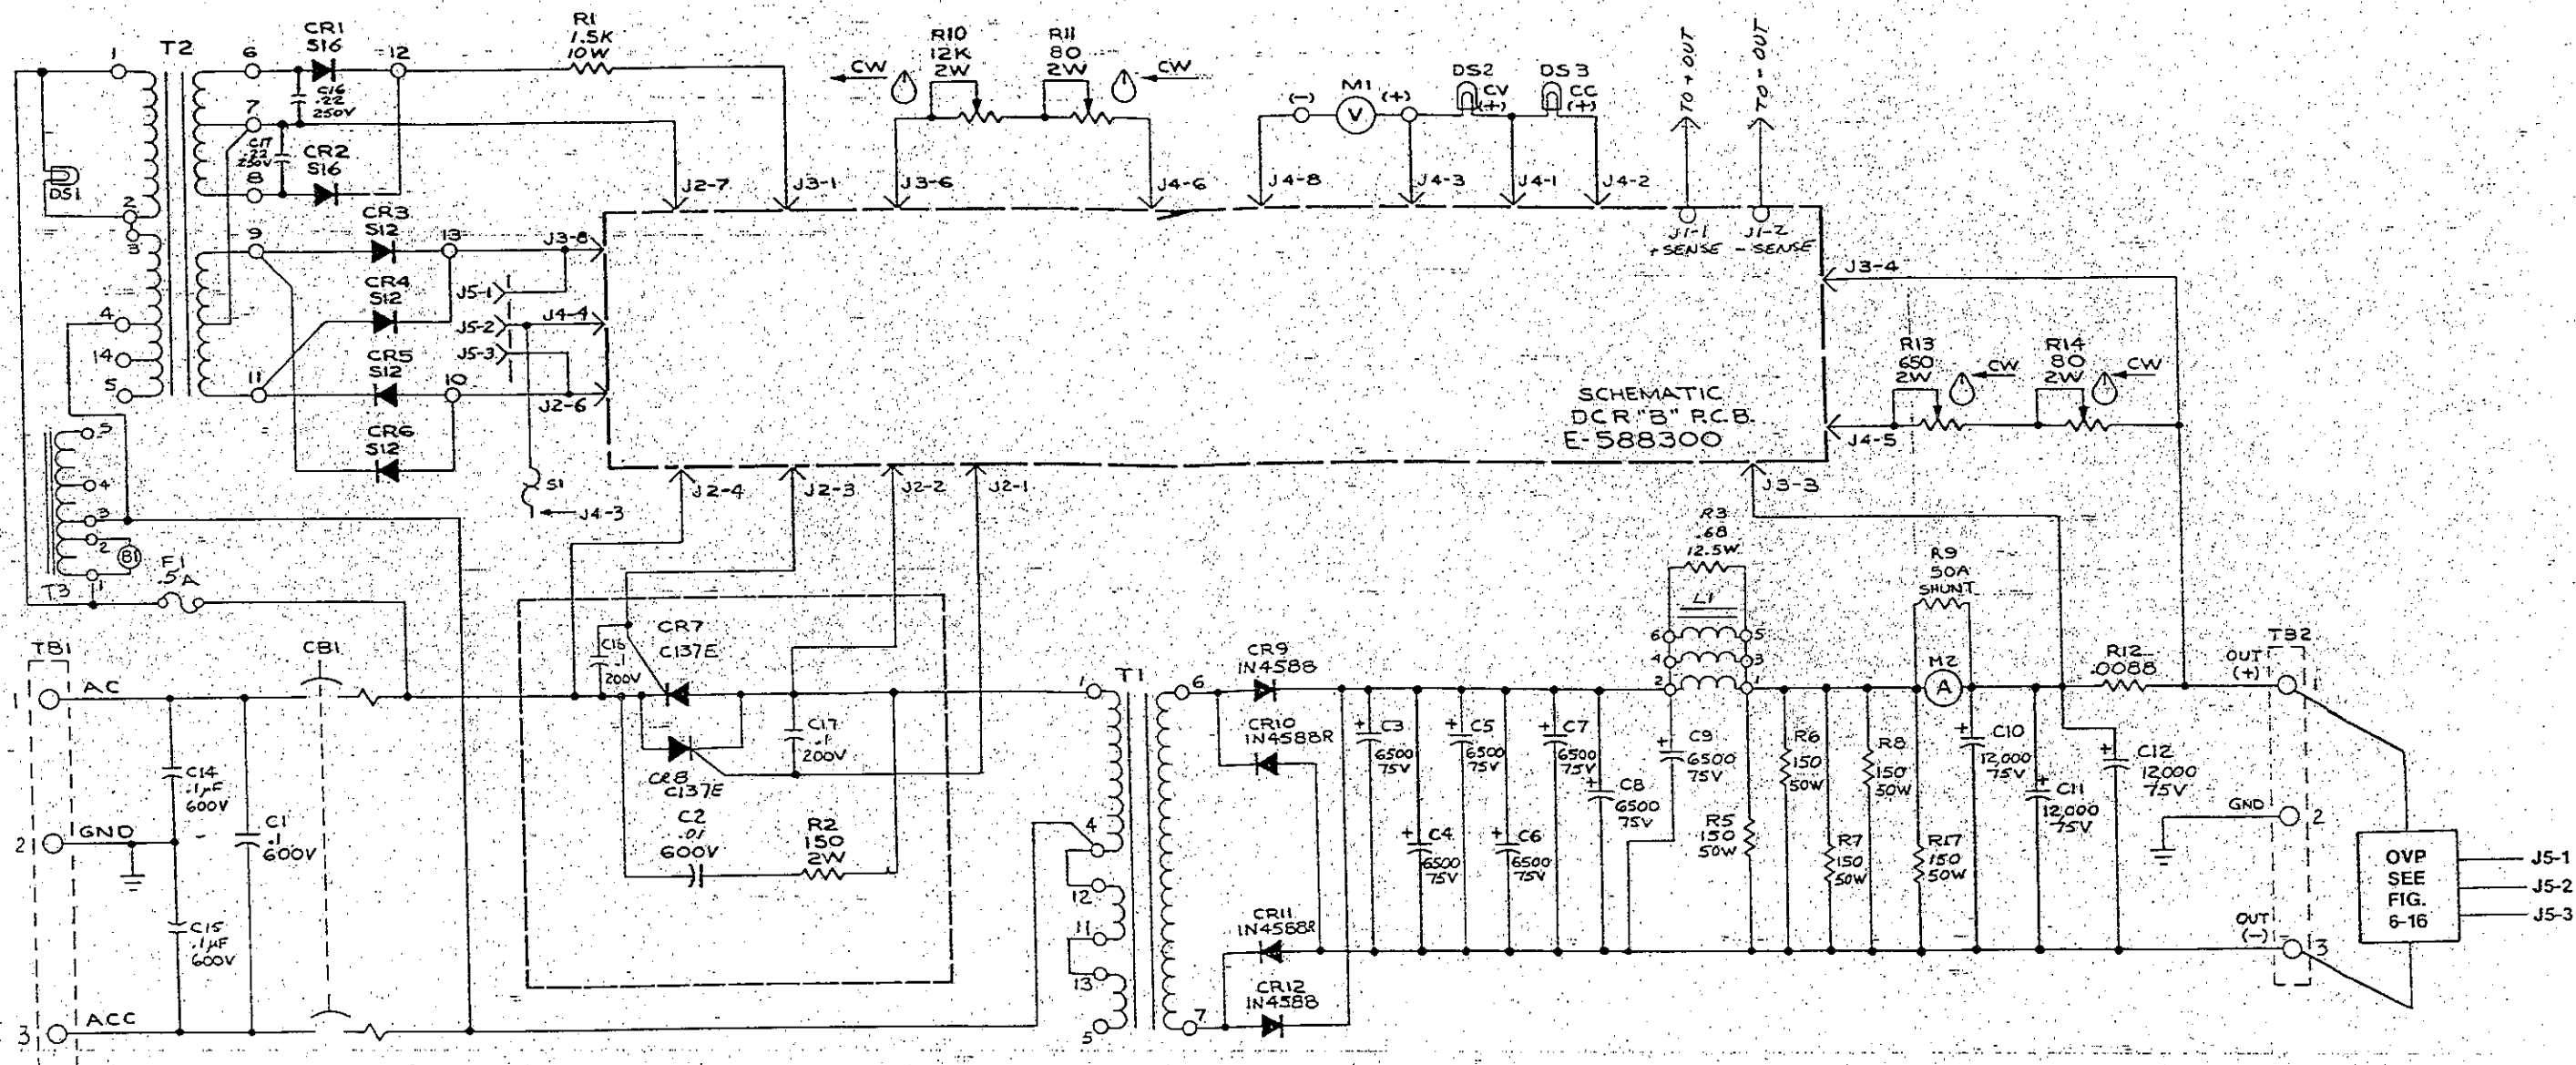 T2
1
2
3
4
14
5
6
7
8
9
11
DS1
CR1
S16
12
C16
.22
250V
C17
.22
250V
CR2
S16
R1
1.5K
10W
CR3
S12
13
CR4
S12
CR5
S12
10
CR6
S12
J3-8
J5-1
J5-2
J4-4
J5-3
J2-6
S1
J4-3
CW
R10
12K
2W
R11
80
2W
CW
J2-7
J3-1
J3-6
J4-6
(-)
M1
V
(+)
DS2
CV
(+)
DS3
CC
(+)
J4-8
J4-3
J4-1
J4-2
TO + OUT
TO - OUT
J1-1
+SENSE
J1-2
-SENSE
J3-4
R13
650
2W
CW
R14
80
2W
CW
J4-5
SCHEMATIC
DCR "B" P.C.B.
E-588300
J2-4
J2-3
J2-2
J2-1
J3-3
5
4
3
2
1
B1
T3
F1
.5A
TB1
1
AC
2
GND
3
ACC
CB1
C14
.1µF
600V
C1
.1
600V
C15
.1µF
600V
C16
.1
200V
CR7
C137E
CR8
C137E
C17
.1
200V
C2
.01
600V
R2
150
2W
T1
1
4
12
11
13
5
6
7
CR9
1N4588
CR10
1N4588R
CR11
1N4588R
CR12
1N4588
+
C3
6500
75V
+
C4
6500
75V
+
C5
6500
75V
+
C6
6500
75V
+
C7
6500
75V
+
C8
6500
75V
+
C9
6500
75V
R3
.68
12.5W
L1
6
5
4
3
2
1
R5
150
50W
R6
150
50W
R7
150
50W
R8
150
50W
R17
150
50W
R9
50A
SHUNT
M2
A
+
C10
12,000
75V
+
C11
12,000
75V
+
C12
12,000
75V
R12
.0088
TB2
OUT
(+)
1
GND
2
OUT
(-)
3
OVP
SEE
FIG.
6-16
J5-1
J5-2
J5-3